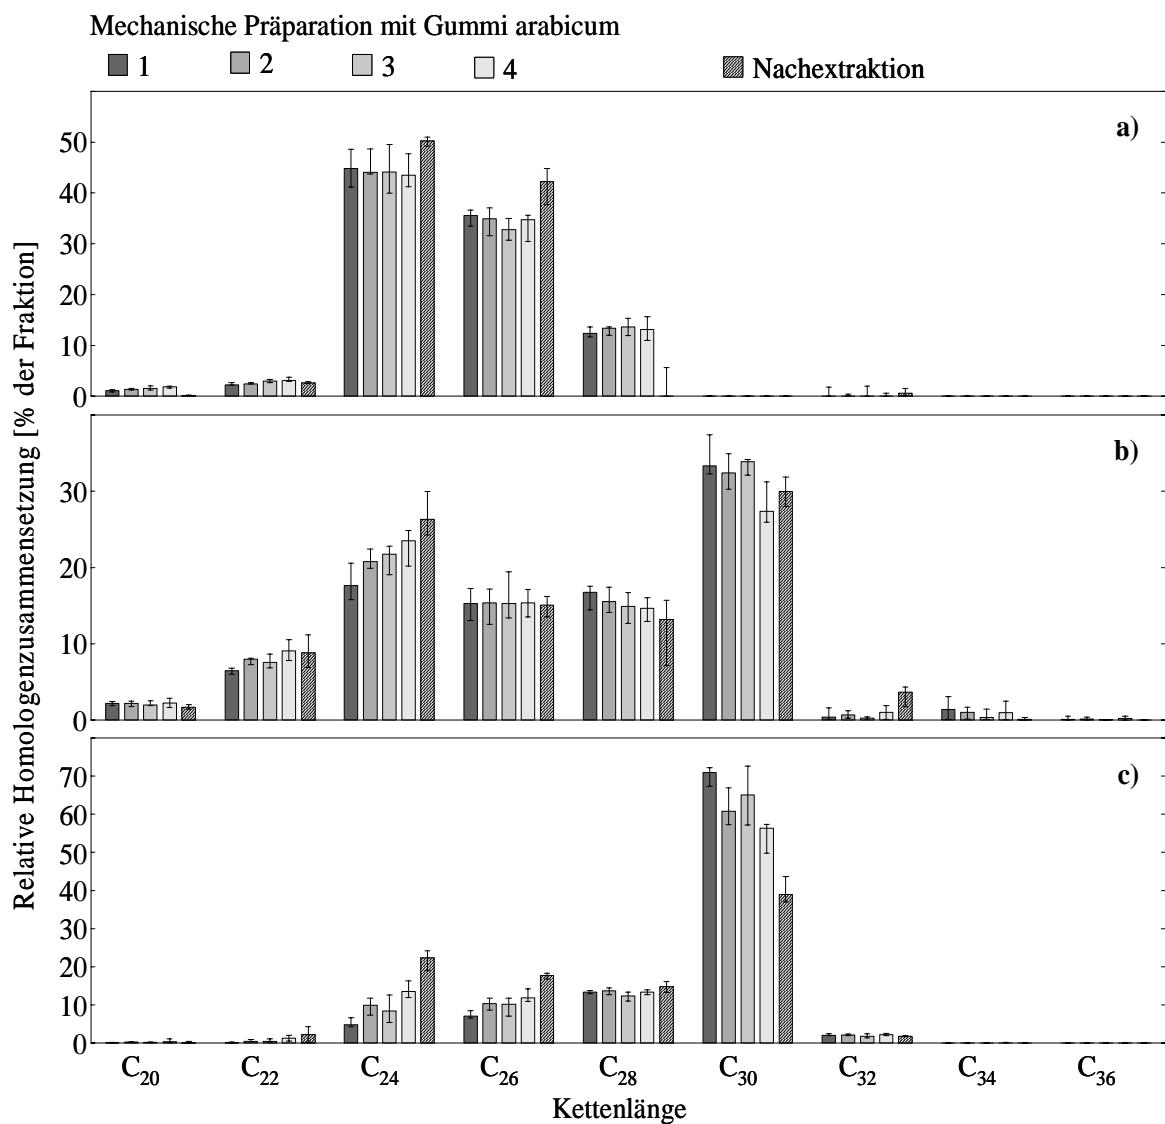 Mechanische Präparation mit Gummi arabicum
1 2 3 4 Nachextraktion
Relative Homologenzusammensetzung [% der Fraktion]
a)
50
40
30
20
10
0
b)
30
20
10
0
c)
70
60
50
40
30
20
10
0
C20 C22 C24 C26 C28 C30 C32 C34 C36
Kettenlänge